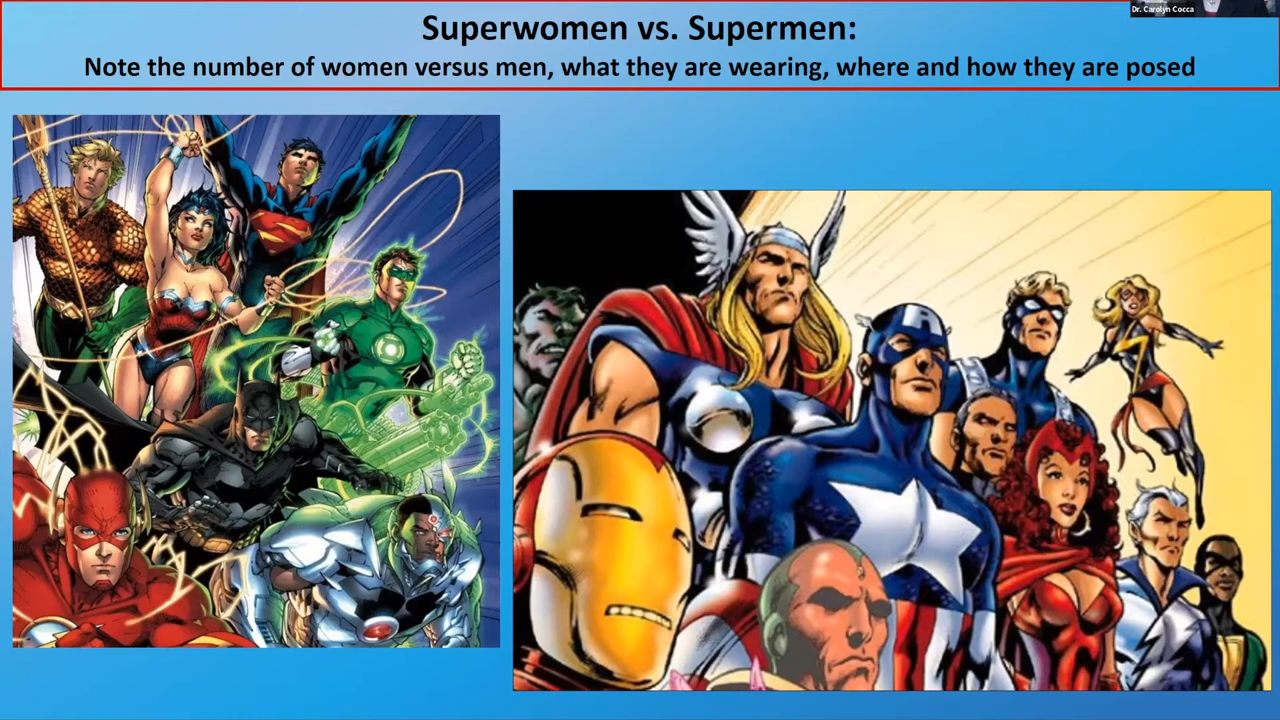 Dr. Carolyn Cocca
Superwomen vs. Supermen:
Note the number of women versus men, what they are wearing, where and how they are posed
A